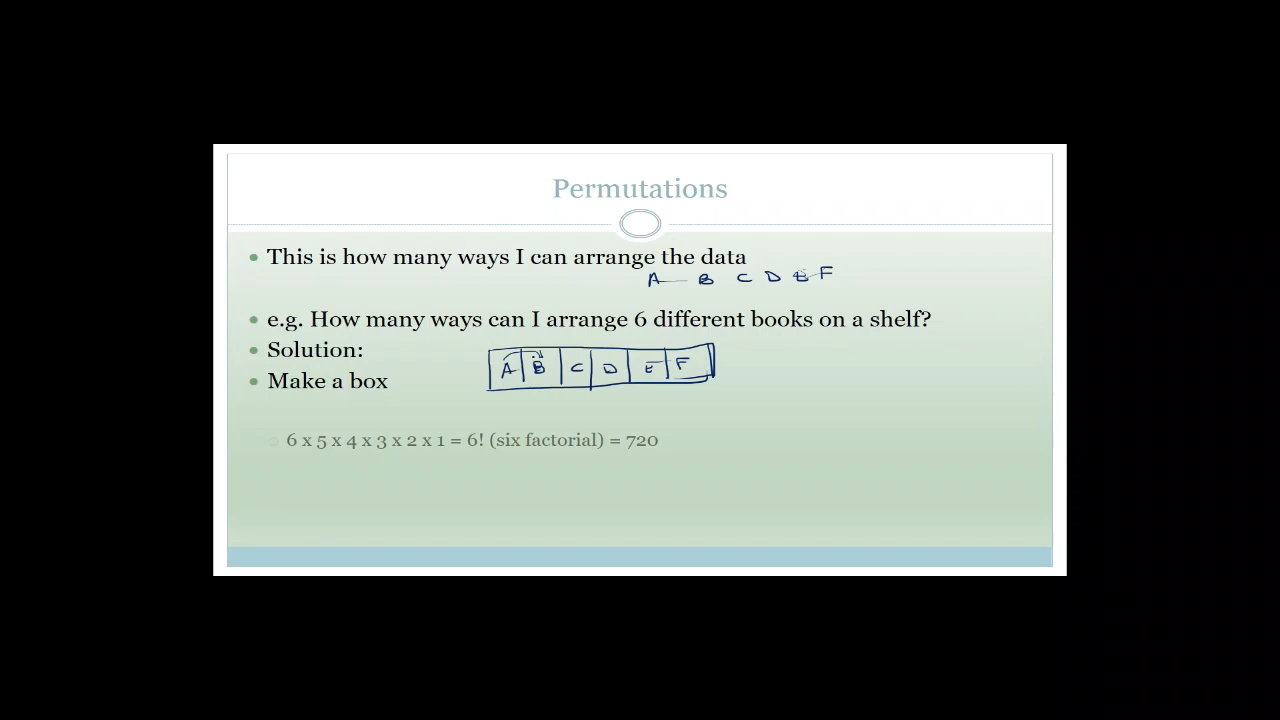 Permutations
This is how many ways I can arrange the data
A B C D E F
e.g. How many ways can I arrange 6 different books on a shelf?
Solution:
A B C D E F
Make a box
6 x 5 x 4 x 3 x 2 x 1 = 6! (six factorial) = 720